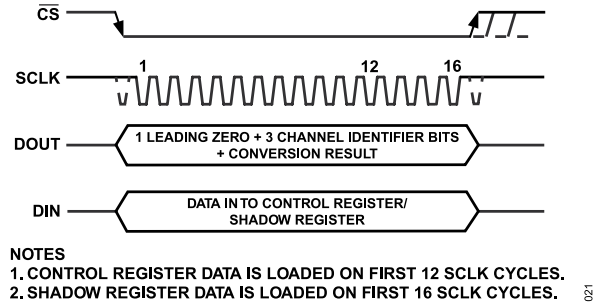 CS
1 12 16
SCLK
DOUT
1 LEADING ZERO + 3 CHANNEL IDENTIFIER BITS
+ CONVERSION RESULT
DIN
DATA IN TO CONTROL REGISTER/
SHADOW REGISTER
NOTES
1. CONTROL REGISTER DATA IS LOADED ON FIRST 12 SCLK CYCLES.
2. SHADOW REGISTER DATA IS LOADED ON FIRST 16 SCLK CYCLES.
021